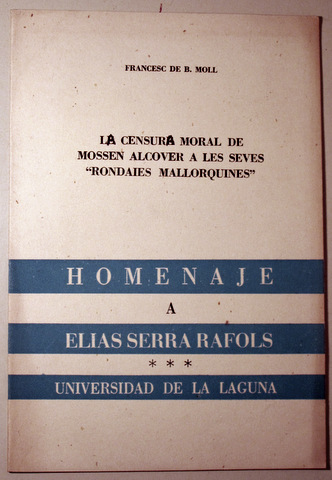 FRANCESC DE B. MOLL
LA CENSURA MORAL DE
MOSSEN ALCOVER A LES SEVES
“RONDAIES MALLORQUINES”
HOMENAJE
A
ELIAS SERRA RAFOLS
***
UNIVERSIDAD DE LA LAGUNA